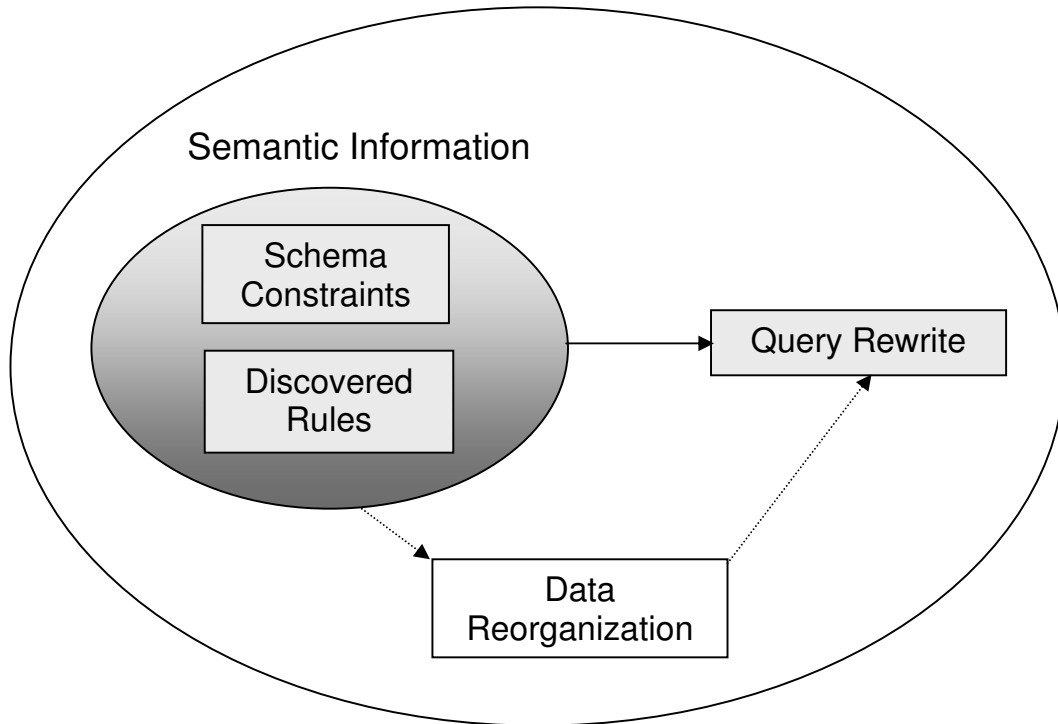 Semantic Information
Schema
Constraints
Discovered
Rules
Query Rewrite
Data
Reorganization